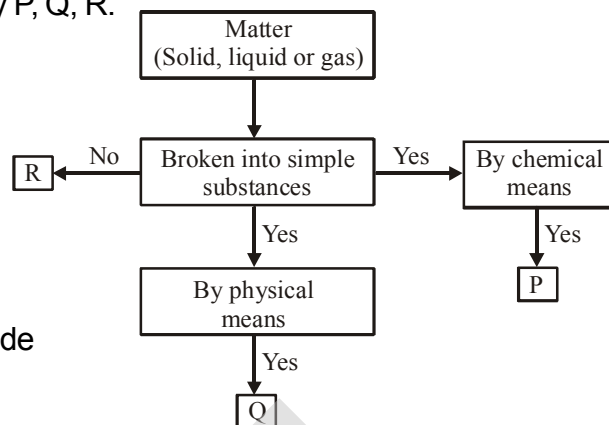 P, Q, R.
Matter
(Solid, liquid or gas)
R
No
Broken into simple
substances
Yes
By chemical
means
Yes
Yes
P
By physical
means
de
Yes
Q